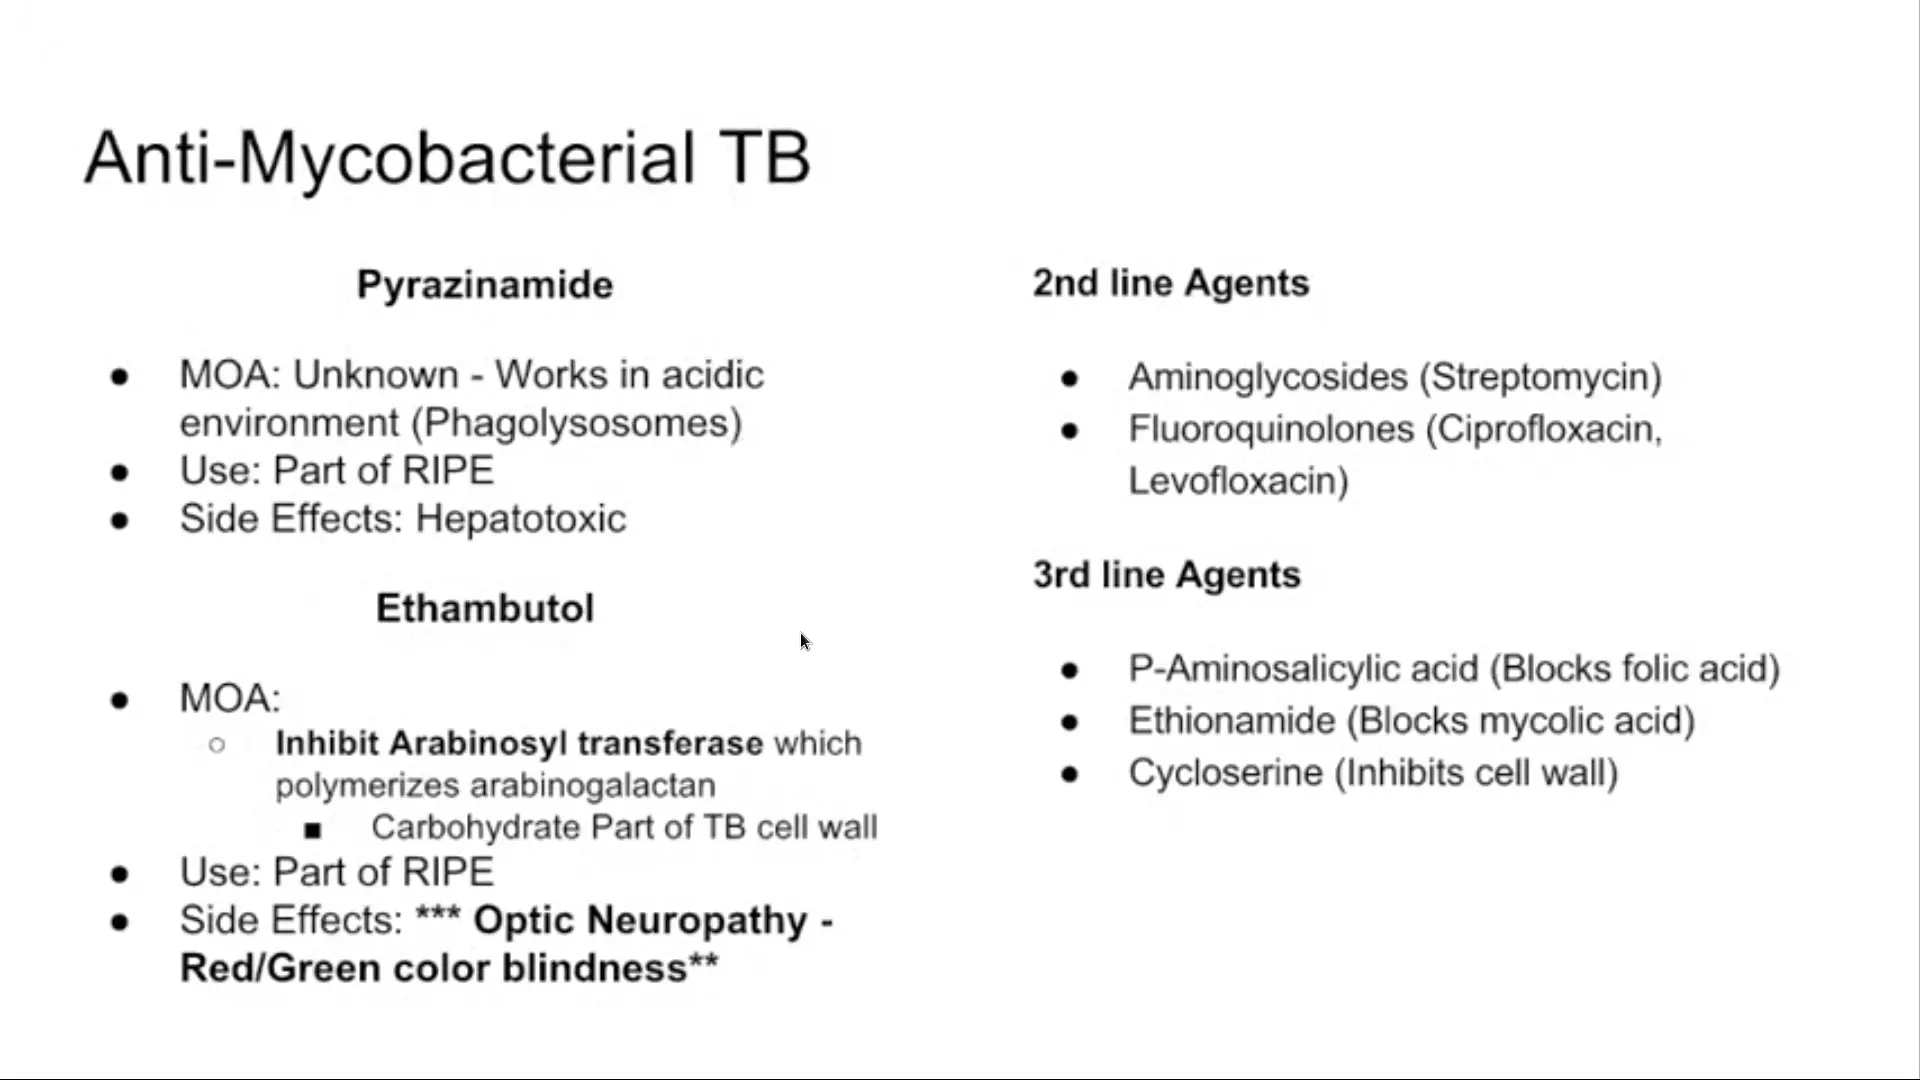 Anti-Mycobacterial TB
Pyrazinamide
● MOA: Unknown - Works in acidic
environment (Phagolysosomes)
● Use: Part of RIPE
● Side Effects: Hepatotoxic
Ethambutol
● MOA:
○ Inhibit Arabinosyl transferase which
polymerizes arabinogalactan
■ Carbohydrate Part of TB cell wall
● Use: Part of RIPE
● Side Effects: *** Optic Neuropathy -
Red/Green color blindness**
2nd line Agents
● Aminoglycosides (Streptomycin)
● Fluoroquinolones (Ciprofloxacin,
Levofloxacin)
3rd line Agents
● P-Aminosalicylic acid (Blocks folic acid)
● Ethionamide (Blocks mycolic acid)
● Cycloserine (Inhibits cell wall)